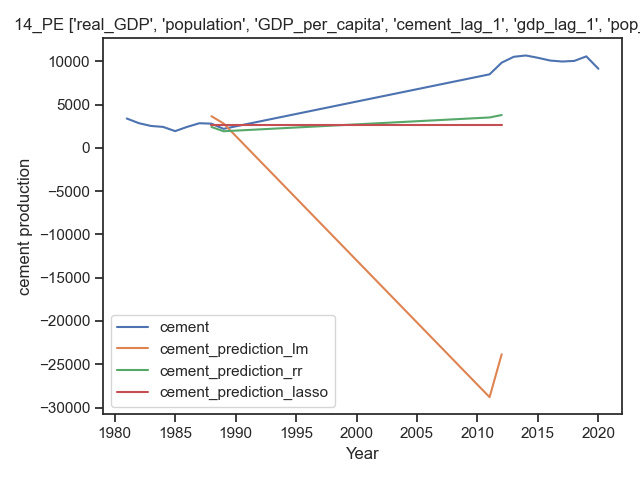 14_PE ['real_GDP', 'population', 'GDP_per_capita', 'cement_lag_1', 'gdp_lag_1', 'pop_
10000
5000
0
−5000
−10000
−15000
−20000
−25000
−30000
cement production
cement
cement_prediction_lm
cement_prediction_rr
cement_prediction_lasso
1980 1985 1990 1995 2000 2005 2010 2015 2020
Year